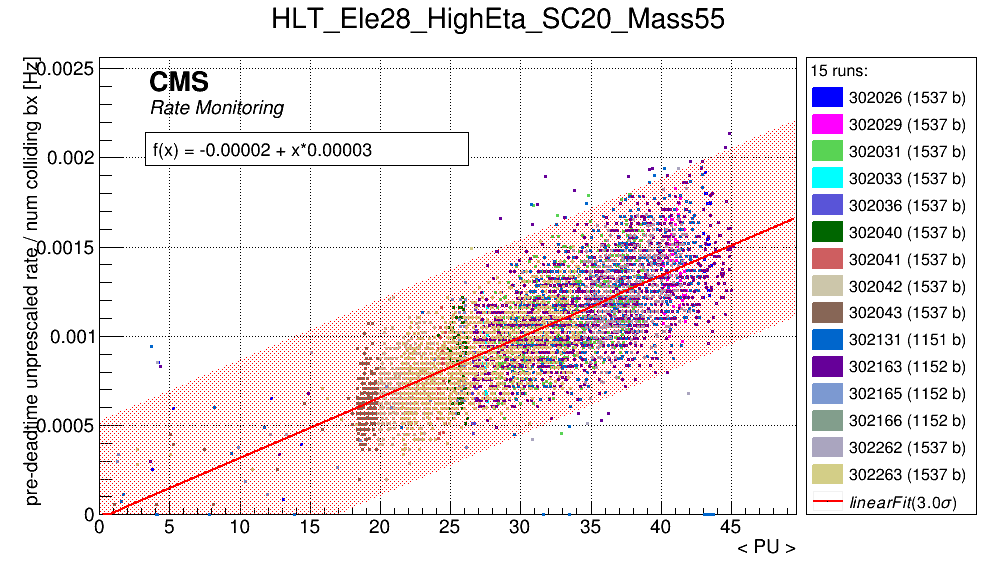 HLT_Ele28_HighEta_SC20_Mass55
pre-deadtime unprescaled rate / num colliding bx [Hz]
0.0025
0.002
0.0015
0.001
0.0005
0
CMS
Rate Monitoring
f(x) = -0.00002 + x*0.00003
0 5 10 15 20 25 30 35 40 45
< PU >
15 runs:
302026 (1537 b)
302029 (1537 b)
302031 (1537 b)
302033 (1537 b)
302036 (1537 b)
302040 (1537 b)
302041 (1537 b)
302042 (1537 b)
302043 (1537 b)
302131 (1151 b)
302163 (1152 b)
302165 (1152 b)
302166 (1152 b)
302262 (1537 b)
302263 (1537 b)
linearFit(3.0σ)